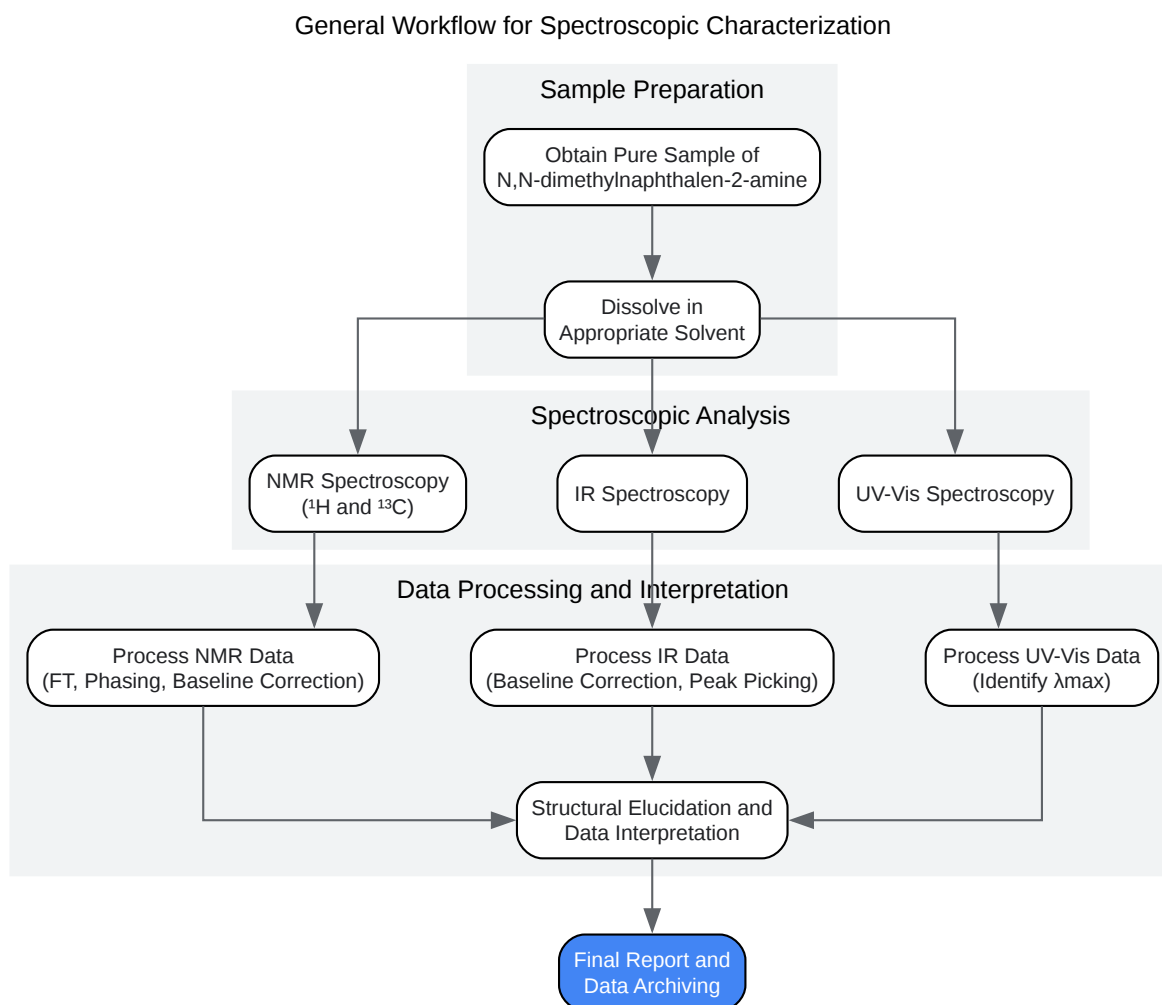 General Workflow for Spectroscopic Characterization
Sample Preparation
Obtain Pure Sample of
N,N-dimethylnaphthalen-2-amine
Dissolve in
Appropriate Solvent
Spectroscopic Analysis
NMR Spectroscopy
(¹H and ¹³C)
IR Spectroscopy
UV-Vis Spectroscopy
Data Processing and Interpretation
Process NMR Data
(FT, Phasing, Baseline Correction)
Process IR Data
(Baseline Correction, Peak Picking)
Process UV-Vis Data
(Identify λmax)
Structural Elucidation and
Data Interpretation
Final Report and
Data Archiving